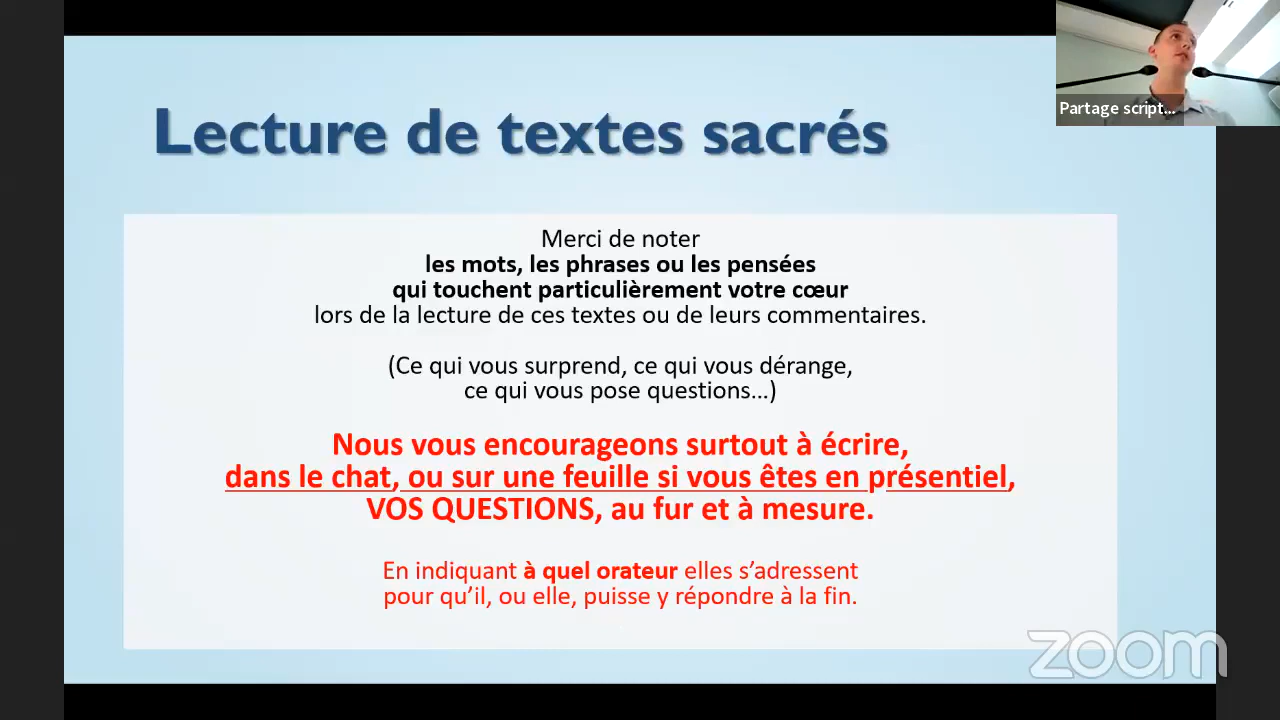 Lecture de textes sacrés
Partage script...
Merci de noter
les mots, les phrases ou les pensées
qui touchent particulièrement votre cœur
lors de la lecture de ces textes ou de leurs commentaires.
(Ce qui vous surprend, ce qui vous dérange,
ce qui vous pose questions...)
Nous vous encourageons surtout à écrire,
dans le chat, ou sur une feuille si vous êtes en présentiel,
VOS QUESTIONS, au fur et à mesure.
En indiquant à quel orateur elles s’adressent
pour qu’il, ou elle, puisse y répondre à la fin.
zoom